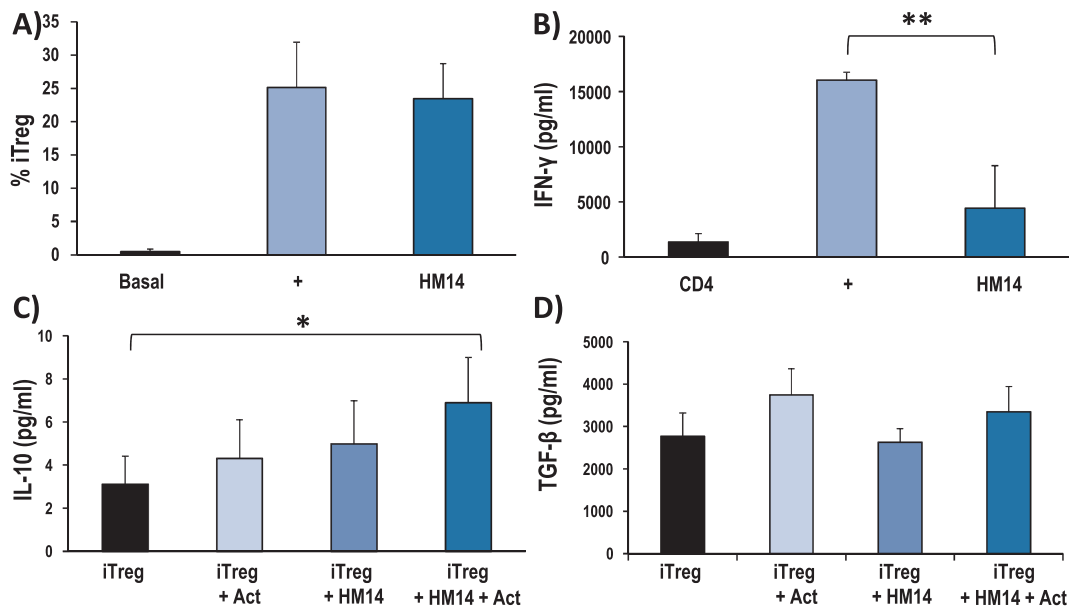 A)
% iTreg
35
30
25
20
15
10
5
0
Basal
+
HM14
B)
IFN-γ (pg/ml)
**
20000
15000
10000
5000
0
CD4
+
HM14
C)
IL-10 (pg/ml)
*
10
8
6
4
2
0
iTreg
iTreg
+ Act
iTreg
+ HM14
iTreg
+ HM14 + Act
D)
TGF-β (pg/ml)
5000
4000
3000
2000
1000
0
iTreg
iTreg
+ Act
iTreg
+ HM14
iTreg
+ HM14 + Act